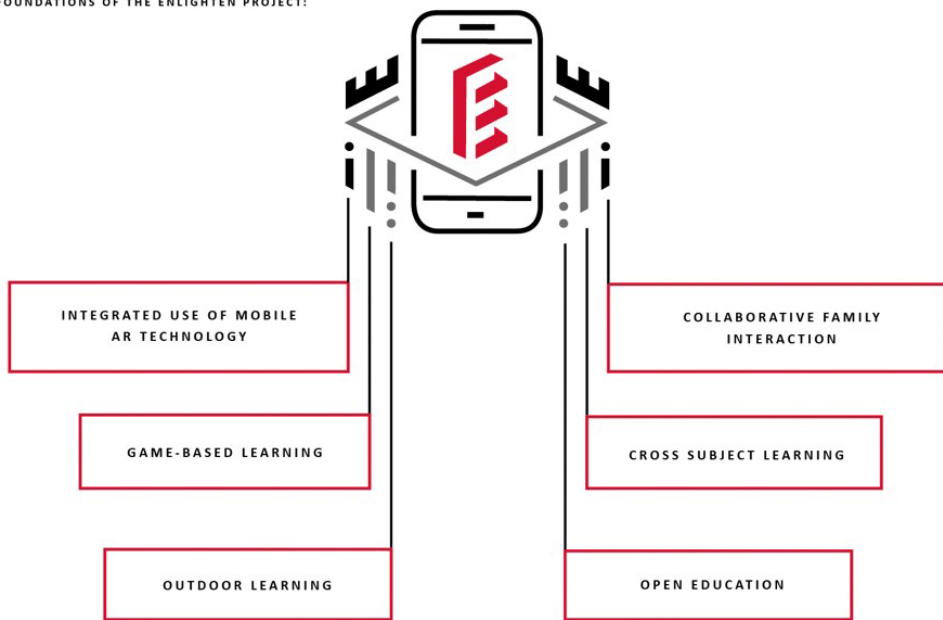 FOUNDATIONS OF THE ENLIGHTEN PROJECT:
INTEGRATED USE OF MOBILE
AR TECHNOLOGY
COLLABORATIVE FAMILY
INTERACTION
GAME-BASED LEARNING
CROSS SUBJECT LEARNING
OUTDOOR LEARNING
OPEN EDUCATION